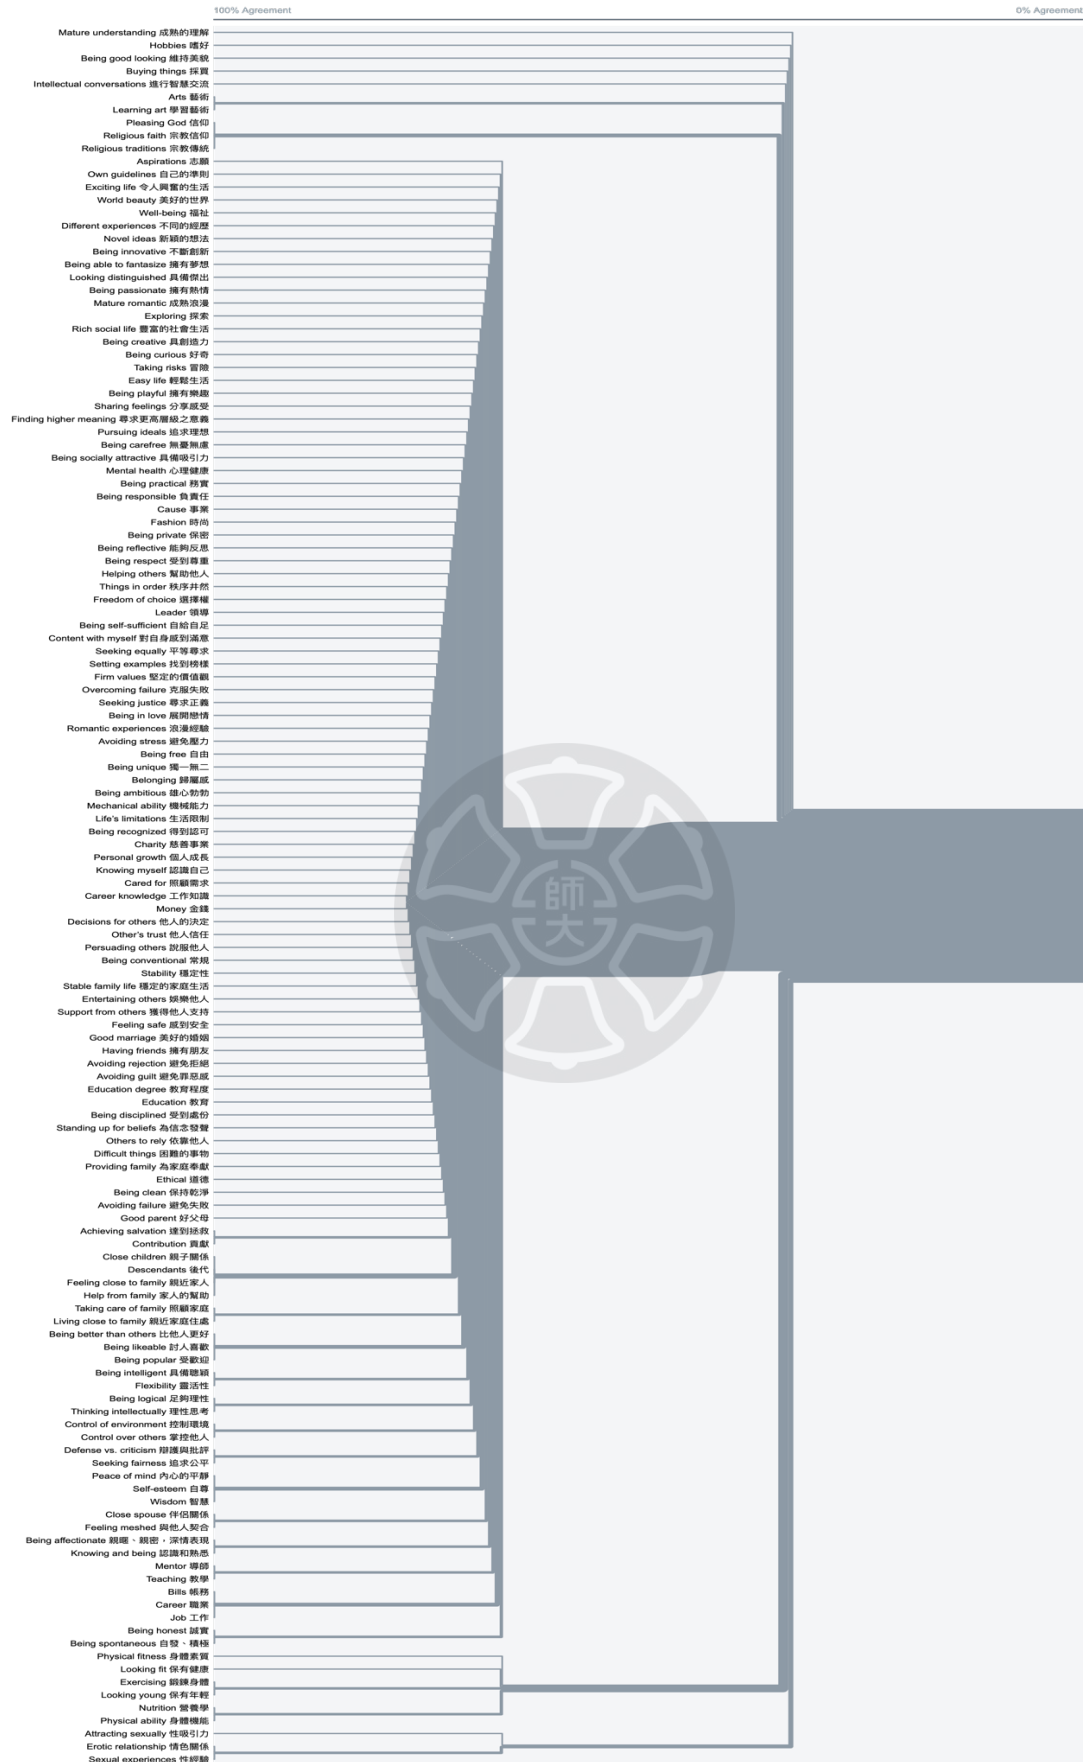 100% Agreement
0% Agreement
Mature understanding 成熟的理解
Hobbies 嗜好
Being good looking 維持美貌
Buying things 採買
Intellectual conversations 進行智慧交流
Arts 藝術
Learning art 學習藝術
Pleasing God 信仰
Religious faith 宗教信仰
Religious traditions 宗教傳統
Aspirations 志願
Own guidelines 自己的準則
Exciting life 令人興奮的生活
World beauty 美好的世界
Well-being 福祉
Different experiences 不同的經歷
Novel ideas 新穎的想法
Being innovative 不斷創新
Being able to fantasize 擁有夢想
Looking distinguished 具備傑出
Being passionate 擁有熱情
Mature romantic 成熟浪漫
Exploring 探索
Rich social life 豐富的社會生活
Being creative 具創造力
Being curious 好奇
Taking risks 冒險
Easy life 輕鬆生活
Being playful 擁有樂趣
Sharing feelings 分享感受
Finding higher meaning 尋求更高層級之意義
Pursuing ideals 追求理想
Being carefree 無憂無慮
Being socially attractive 具備吸引力
Mental health 心理健康
Being practical 務實
Being responsible 負責任
Cause 事業
Fashion 時尚
Being private 保密
Being reflective 能夠反思
Being respect 受到尊重
Helping others 幫助他人
Things in order 秩序井然
Freedom of choice 選擇權
Leader 領導
Being self-sufficient 自給自足
Content with myself 對自身感到滿意
Seeking equally 平等尋求
Setting examples 找到榜樣
Firm values 堅定的價值觀
Overcoming failure 克服失敗
Seeking justice 尋求正義
Being in love 展開戀情
Romantic experiences 浪漫經驗
Avoiding stress 避免壓力
Being free 自由
Being unique 獨一無二
Belonging 歸屬感
Being ambitious 雄心勃勃
Mechanical ability 機械能力
Life's limitations 生活限制
Being recognized 得到認可
Charity 慈善事業
Personal growth 個人成長
Knowing myself 認識自己
Cared for 照顧需求
Career knowledge 工作知識
Money 金錢
Decisions for others 他人的決定
Other's trust 他人信任
Persuading others 說服他人
Being conventional 常規
Stability 穩定性
Stable family life 穩定的家庭生活
Entertaining others 娛樂他人
Support from others 獲得他人支持
Feeling safe 感到安全
Good marriage 美好的婚姻
Having friends 擁有朋友
Avoiding rejection 避免拒絕
Avoiding guilt 避免罪惡感
Education degree 教育程度
Education 教育
Being disciplined 受到處份
Standing up for beliefs 為信念發聲
Others to rely 依靠他人
Difficult things 困難的事物
Providing family 為家庭奉獻
Ethical 道德
Being clean 保持乾淨
Avoiding failure 避免失敗
Good parent 好父母
Achieving salvation 達到拯救
Contribution 貢獻
Close children 親子關係
Descendants 後代
Feeling close to family 親近家人
Help from family 家人的幫助
Taking care of family 照顧家庭
Living close to family 親近家庭住處
Being better than others 比他人更好
Being likeable 討人喜歡
Being popular 受歡迎
Being intelligent 具備聰穎
Flexibility 靈活性
Being logical 足夠理性
Thinking intellectually 理性思考
Control of environment 控制環境
Control over others 掌控他人
Defense vs. criticism 辯護與批評
Seeking fairness 追求公平
Peace of mind 內心的平靜
Self-esteem 自尊
Wisdom 智慧
Close spouse 伴侶關係
Feeling meshed 與他人契合
Being affectionate 親暱、親密，深情表現
Knowing and being 認識和熟悉
Mentor 導師
Teaching 教學
Bills 帳務
Career 職業
Job 工作
Being honest 誠實
Being spontaneous 自發、積極
Physical fitness 身體素質
Looking fit 保有健康
Exercising 鍛鍊身體
Looking young 保有年輕
Nutrition 營養學
Physical ability 身體機能
Attracting sexually 性吸引力
Erotic relationship 情色關係
Sexual experiences 性經驗
師
大